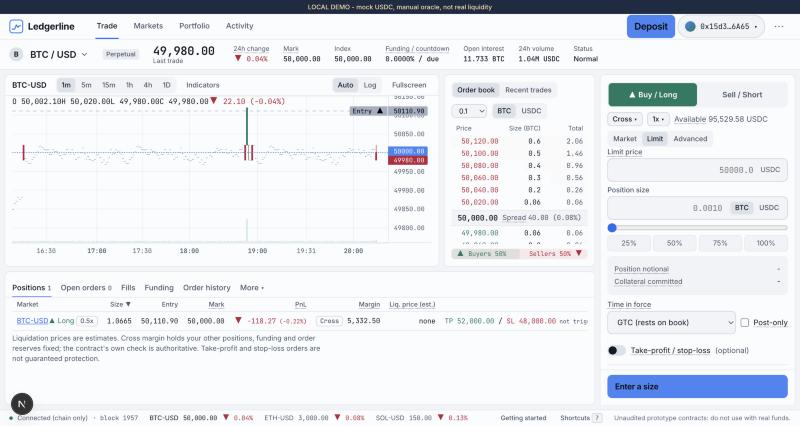 LOCAL DEMO - mock USDC, manual oracle, not real liquidity
Ledgerline Trade Markets Portfolio Activity Deposit 0x15d3…6A65 ▾ ···
B BTC / USD Perpetual 49,980.00 Last trade
24h change ▼ 0.04%
Mark 50,000.00
Index 50,000.00
Funding / countdown 0.0000% / due
Open interest 11.733 BTC
24h volume 1.04M USDC
Status Normal
BTC-USD 1m 5m 15m 1h 4h 1D Indicators Auto Log Fullscreen
O 50,002.10H 50,020.00L 49,980.00C 49,980.00▼ 22.10 (-0.04%)
Entry ▲ 50110.90
50050.00
50000.00
49980.00
49950.00
49900.00
49850.00
49800.00
16:30 17:00 17:30 18:00 19:00 19:31 20:00
Order book Recent trades
0.1 BTC USDC
Price Size (BTC) Total
50,120.00 0.6 2.06
50,100.00 0.5 1.46
50,080.00 0.4 0.96
50,060.00 0.3 0.56
50,040.00 0.2 0.26
50,020.00 0.06 0.06
50,000.00 Spread 40.00 (0.08%)
49,980.00 0.06 0.06
▲ Buyers 50% Sellers 50% ▼
▲ Buy / Long Sell / Short
Cross ▾ 1x ▾ Available 95,529.58 USDC
Market Limit Advanced
Limit price
50000.0 USDC
Position size
0.0010 BTC USDC
25% 50% 75% 100%
Position notional -
Collateral committed -
Time in force
GTC (rests on book) Post-only
Take-profit / stop-loss (optional)
Enter a size
Positions 1 Open orders 0 Fills Funding Order history More ▾
Market Size ▼ Entry Mark PnL Margin Liq. price (est.)
BTC-USD ▲ Long 0.5x 1.0665 50,110.90 50,000.00 ▼ -118.27 (-0.22%) Cross 5,332.50 none TP 52,000.00 / SL 48,000.00 not trig
Liquidation prices are estimates. Cross margin holds your other positions, funding and order
reserves fixed; the contract's own check is authoritative. Take-profit and stop-loss orders are
not guaranteed protection.
N
Connected (chain only) · block 1957 BTC-USD 50,000.00 ▼ 0.04% ETH-USD 3,000.00 ▼ 0.08% SOL-USD 150.00 ▼ 0.13% Getting started Shortcuts ? Unaudited prototype contracts: do not use with real funds.